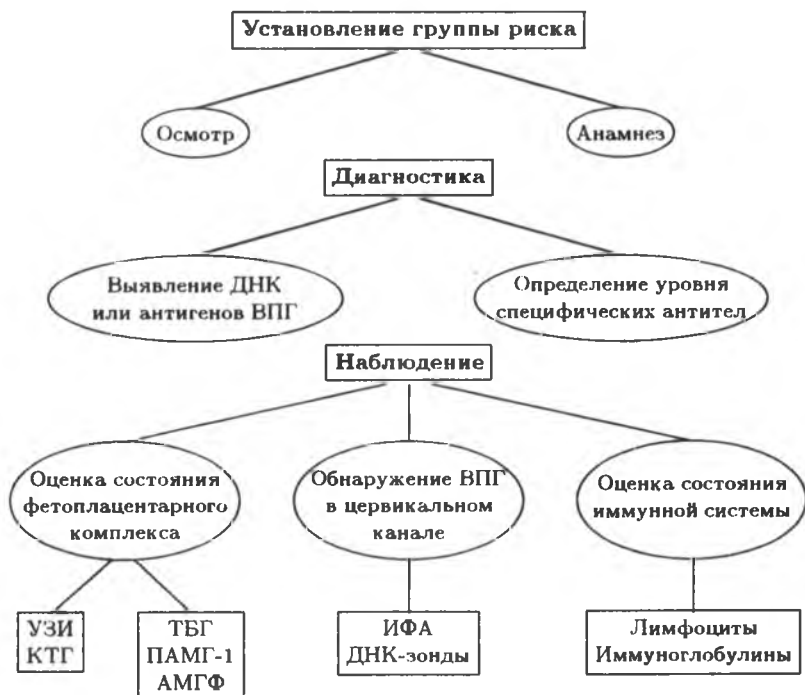 Установление группы риска
Осмотр
Анамнез
Диагностика
Выявление ДНК
или антигенов ВПГ
Определение уровня
специфических антител
Наблюдение
Оценка состояния
фетоплацентарного
комплекса
Обнаружение ВПГ
в цервикальном
канале
Оценка состояния
иммунной системы
УЗИ
КТГ
ТБГ
ПАМГ-1
АМГФ
ИФА
ДНК-зонды
Лимфоциты
Иммуноглобулины